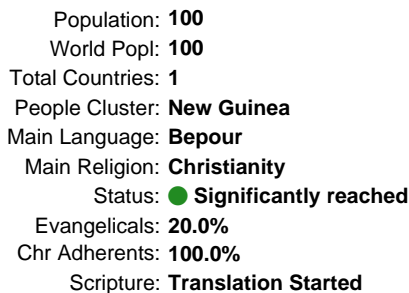 Population: 100
World Popl: 100
Total Countries: 1
People Cluster: New Guinea
Main Language: Bepour
Main Religion: Christianity
Status: Significantly reached
Evangelicals: 20.0%
Chr Adherents: 100.0%
Scripture: Translation Started